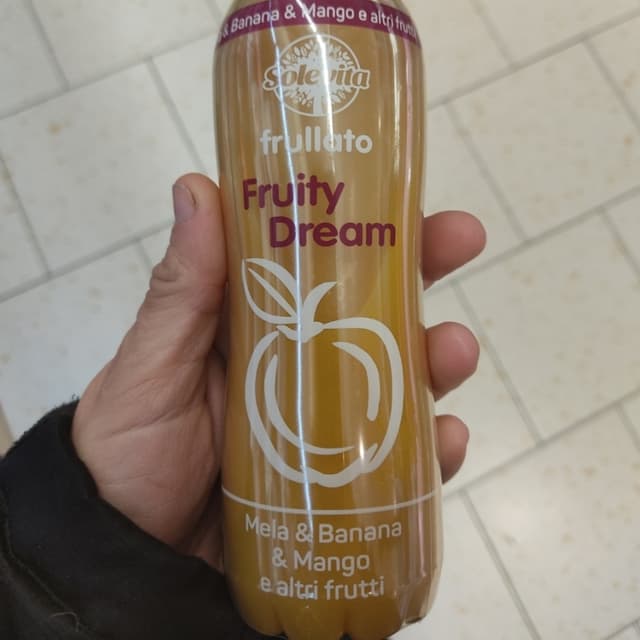 & Banana & Mango e altri frutti
Solevita
frullato
Fruity
Dream
Mela & Banana
& Mango
e altri frutti